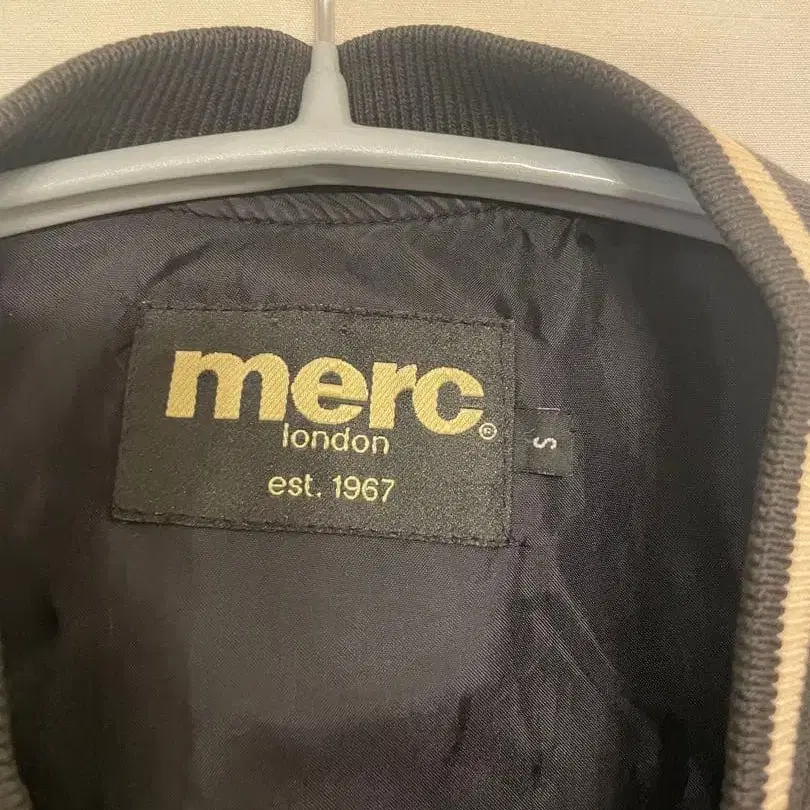 merc®
london
est. 1967
S